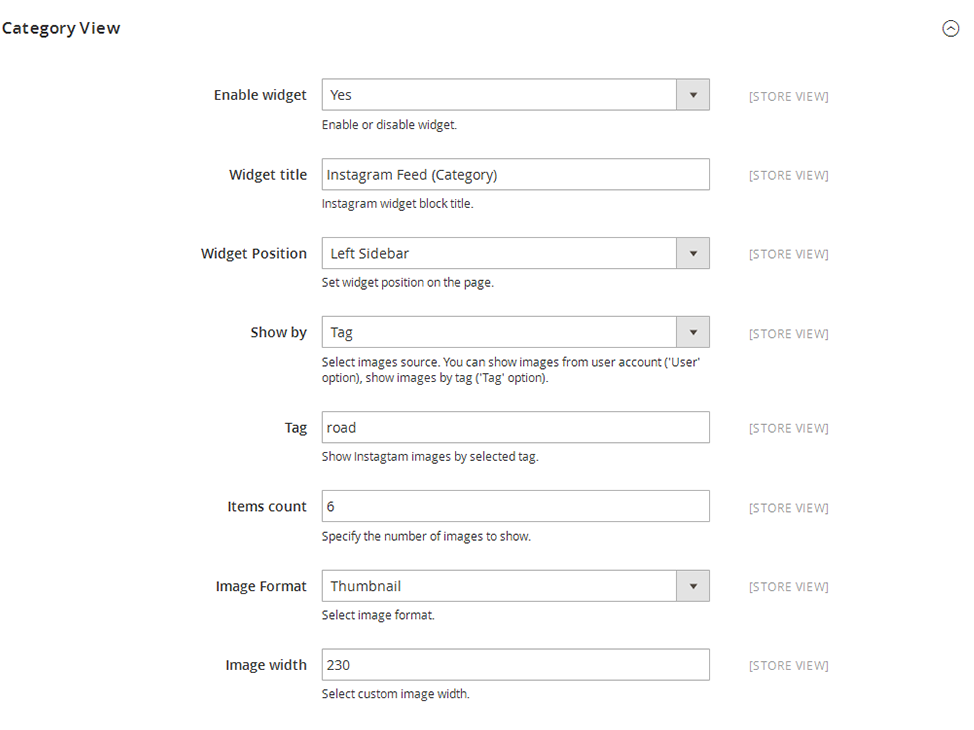 Category View
Enable widget Yes [STORE VIEW]
Enable or disable widget.
Widget title Instagram Feed (Category) [STORE VIEW]
Instagram widget block title.
Widget Position Left Sidebar [STORE VIEW]
Set widget position on the page.
Show by Tag [STORE VIEW]
Select images source. You can show images from user account ('User'
option), show images by tag ('Tag' option).
Tag road [STORE VIEW]
Show Instagtam images by selected tag.
Items count 6 [STORE VIEW]
Specify the number of images to show.
Image Format Thumbnail [STORE VIEW]
Select image format.
Image width 230 [STORE VIEW]
Select custom image width.